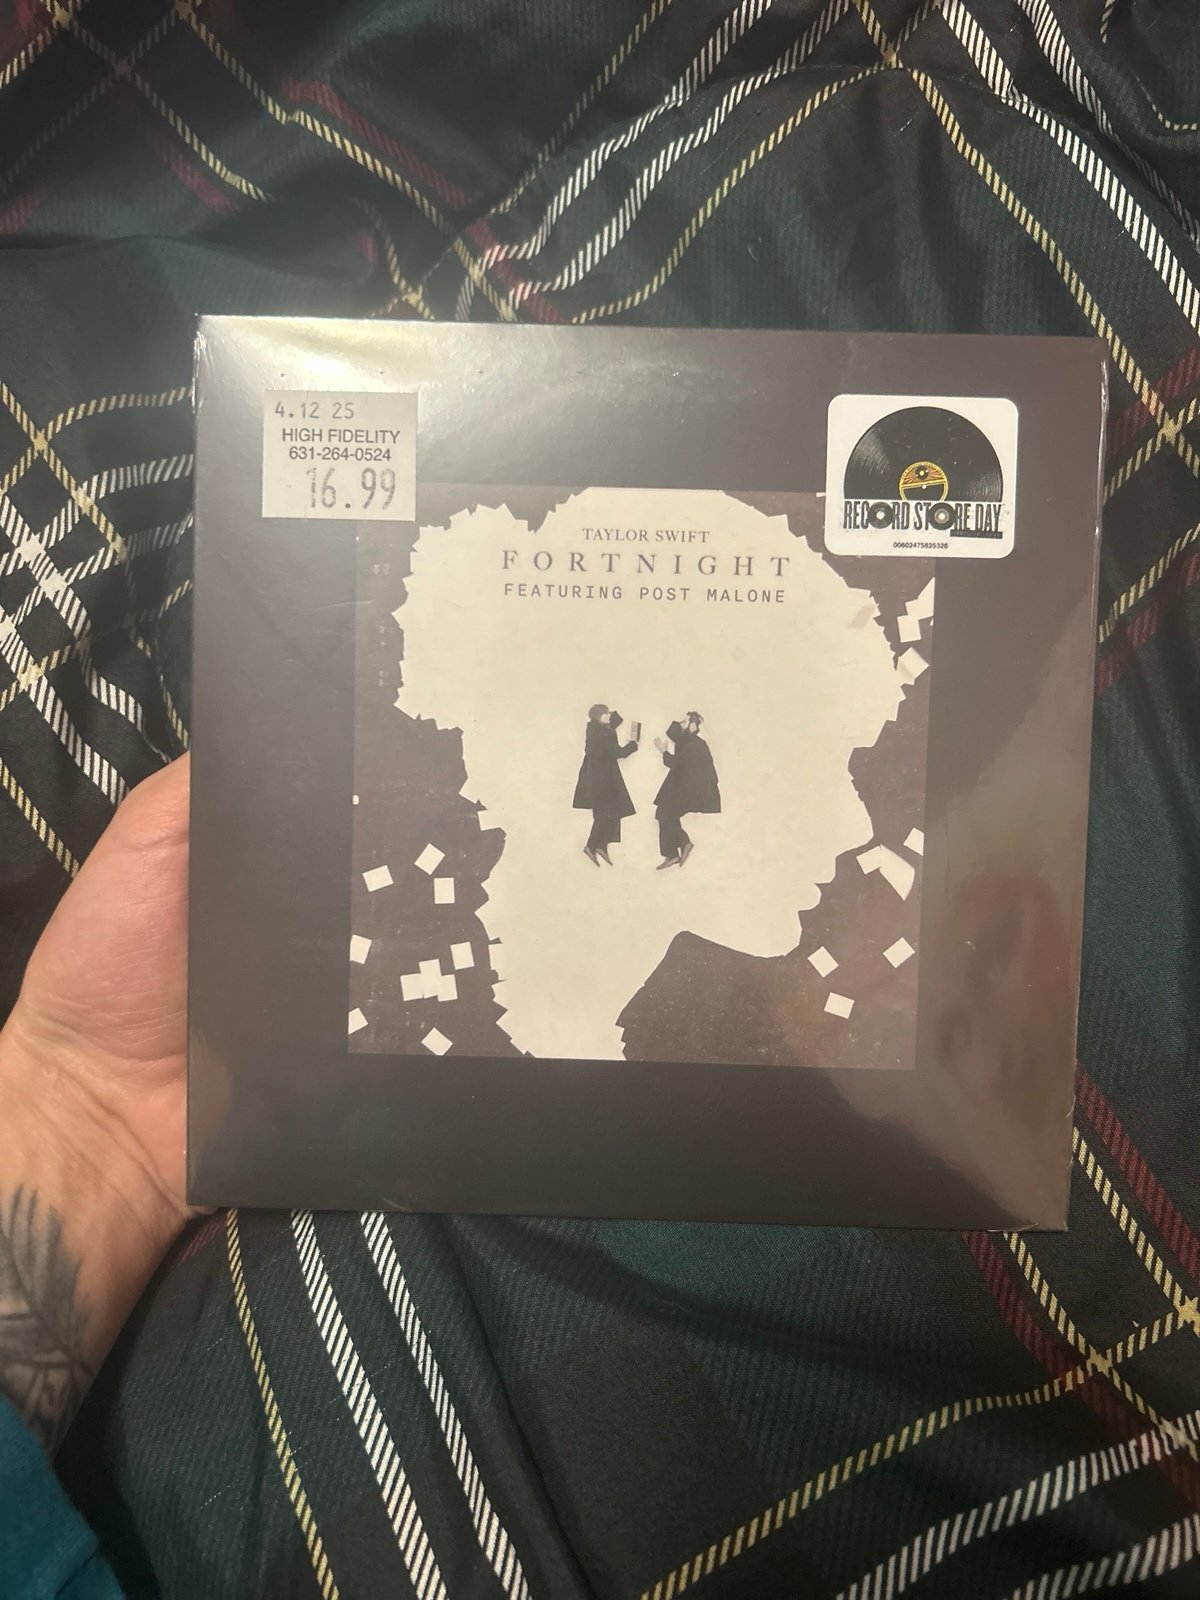 4.12 25
HIGH FIDELITY
631-264-0524
16.99
RECORD STORE DAY
00602475825326
TAYLOR SWIFT
FORTNIGHT
FEATURING POST MALONE